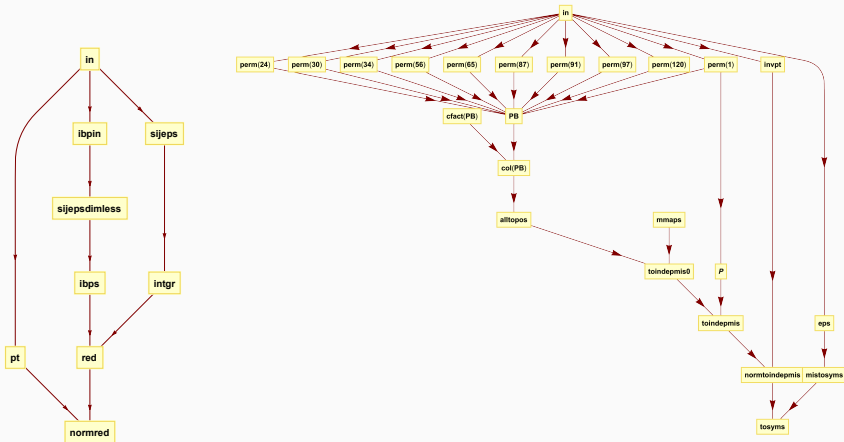 in
ibpin
sijeps
sijepsdimless
ibps
intgr
pt
red
normred
in
perm(24)
perm(30)
perm(34)
perm(56)
perm(65)
perm(87)
perm(91)
perm(97)
perm(120)
perm(1)
invpt
cfact(PB)
PB
col(PB)
alltopos
mmaps
toindepmis0
P
toindepmis
eps
normtoindepmis
mistosyms
tosyms